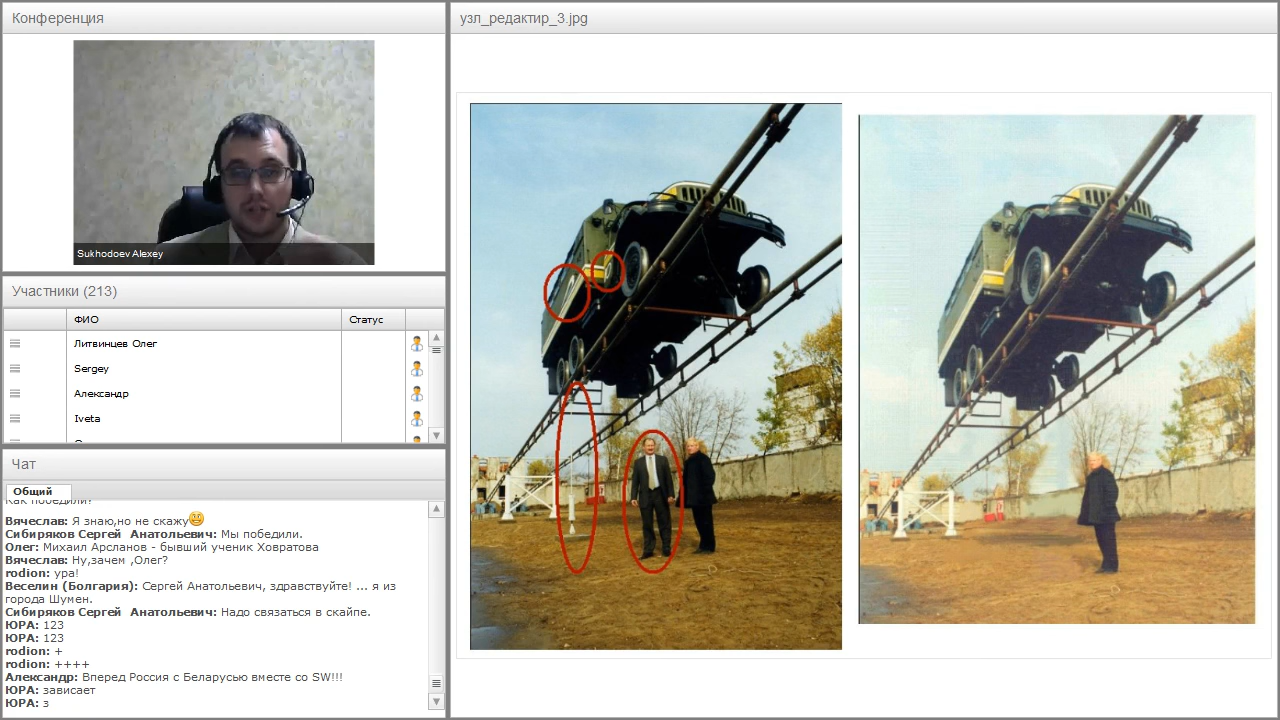 Конференция
Sukhodoev Alexey
Участники (213)
ФИО
Статус
Литвинцев Олег
Sergey
Александр
Iveta
Чат
Общий
Как победили?
Вячеслав: Я знаю,но не скажу
Сибиряков Сергей Анатольевич: Мы победили.
Олег: Михаил Арсланов - бывший ученик Ховратова
Вячеслав: Ну,зачем ,Олег?
rodion: ура!
Веселин (Болгария): Сергей Анатольевич, здравствуйте! ... я из
города Шумен.
Сибиряков Сергей Анатольевич: Надо связаться в скайпе.
ЮРА: 123
ЮРА: 123
rodion: +
rodion: ++++
Александр: Вперед Россия с Беларусью вместе со SW!!!
ЮРА: зависает
ЮРА: з
узл_редактир_3.jpg